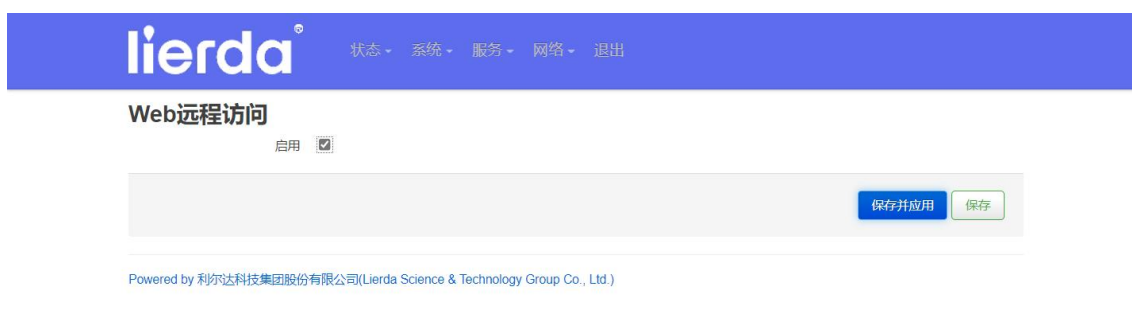 lierda® 状态 系统 服务 网络 退出
Web远程访问
启用
保存并应用 保存
Powered by 利尔达科技集团股份有限公司(Lierda Science & Technology Group Co., Ltd.)